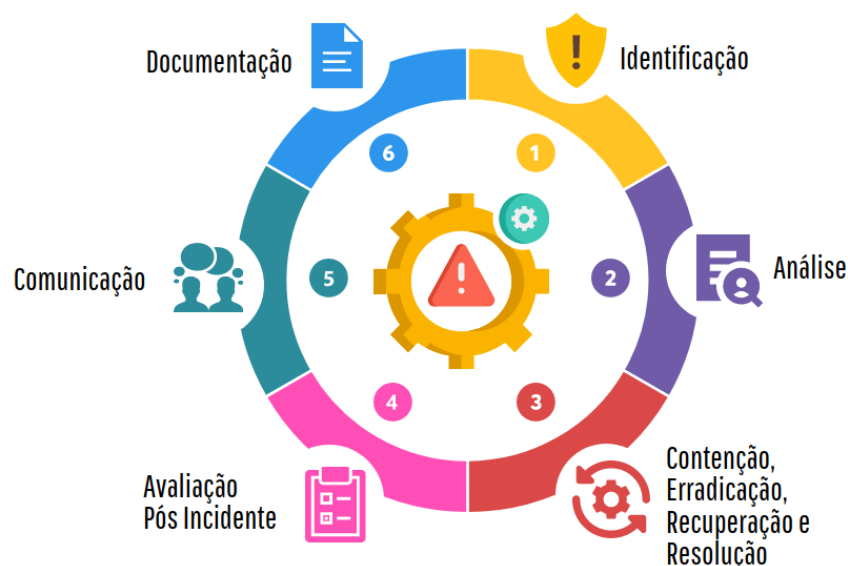 Documentação
Identificação
6
1
!
Comunicação
5
!
2
Análise
4
3
Avaliação
Pós Incidente
Contenção,
Erradicação,
Recuperação e
Resolução